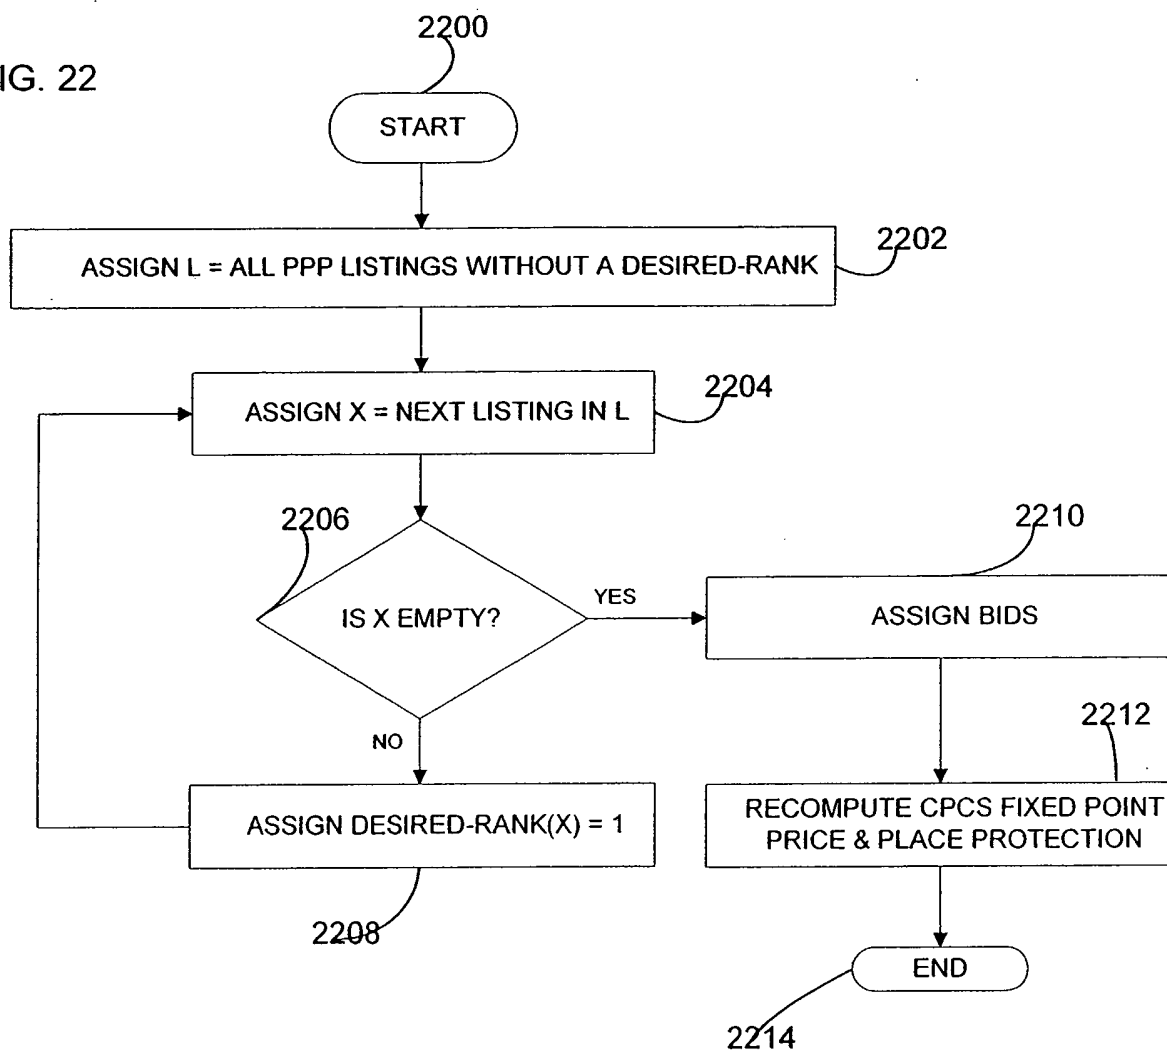 2200
IG. 22
START
2202
ASSIGN L = ALL PPP LISTINGS WITHOUT A DESIRED-RANK
2204
ASSIGN X = NEXT LISTING IN L
2206
2210
IS X EMPTY?
YES
ASSIGN BIDS
NO
2212
ASSIGN DESIRED-RANK(X) = 1
RECOMPUTE CPCS FIXED POINT
PRICE & PLACE PROTECTION
2208
END
2214